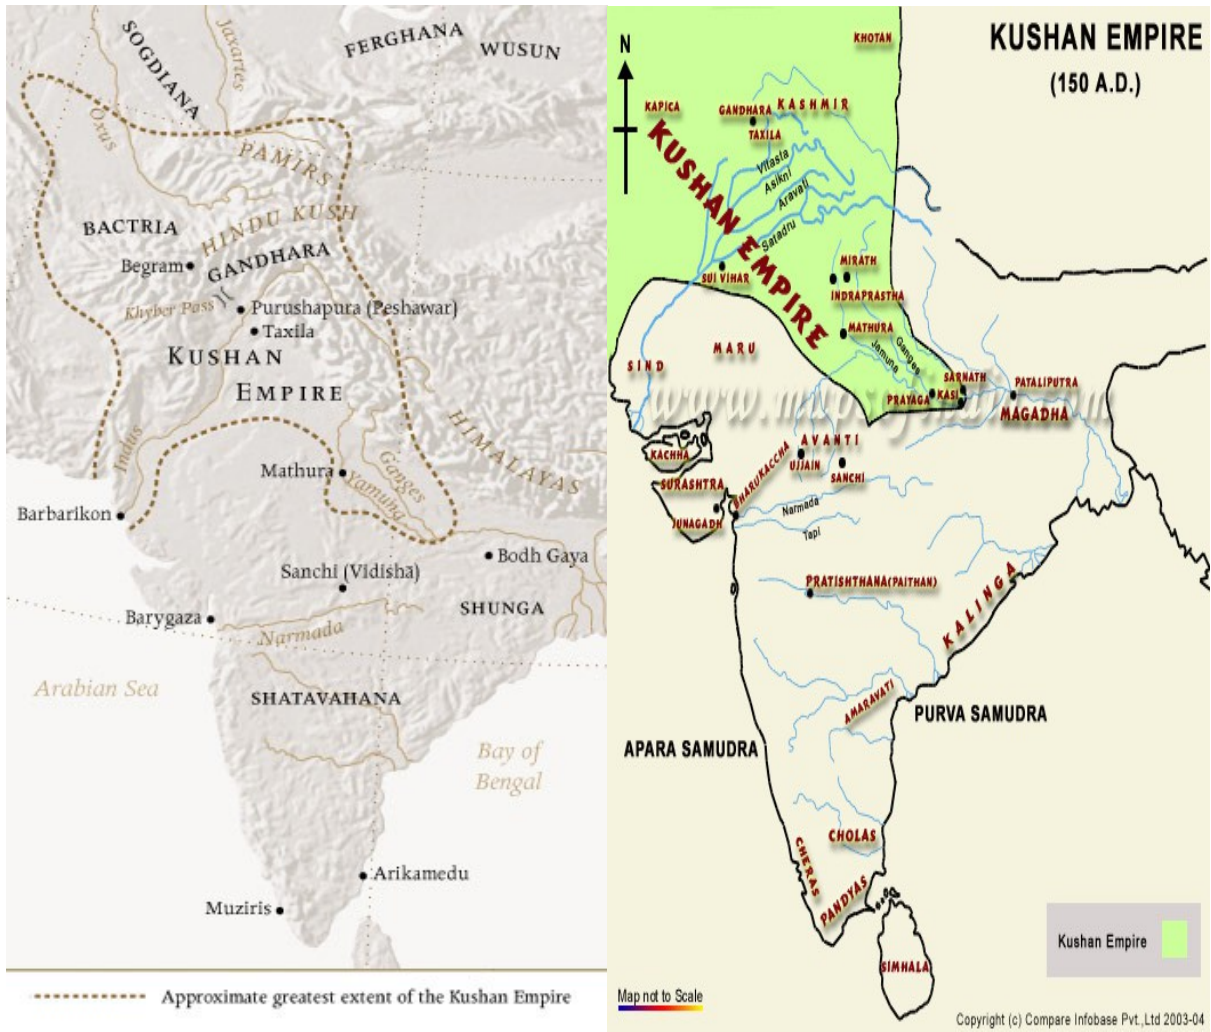 SOGDIANA
Jaxartes
FERGHANA
WUSUN
Oxus
PAMIRS
BACTRIA
HINDU KUSH
Begram
GANDHARA
Khyber Pass
Purushapura (Peshawar)
Taxila
KUSHAN
EMPIRE
Indus
HIMALAYAS
Mathura
Ganges
Yamuna
Barbarikon
Bodh Gaya
Sanchi (Vidishā)
SHUNGA
Barygaza
Narmada
Arabian Sea
SHATAVAHANA
Bay of
Bengal
Arikamedu
Muziris
Approximate greatest extent of the Kushan Empire
KUSHAN EMPIRE
(150 A.D.)
N
KHOTAN
KAPICA
GANDHARA
KASHMIR
TAXILA
KUSHAN EMPIRE
Vitasta
Asikni
Aravati
Satadru
SUI VIHAR
MIRATH
INDRAPRASTHA
MATHURA
Jamuna
Ganges
MARU
SIND
SARNATH
PRAYAGA
KASI
PATALIPUTRA
MAGADHA
AVANTI
UJJAIN
SANCHI
KACHHA
BHARUKACCHA
SURASHTRA
JUNAGADH
Narmada
Tapi
PRATISHTHANA(PAITHAN)
KALINGA
AMARAVATI
PURVA SAMUDRA
APARA SAMUDRA
CHOLAS
CHERAS
PANDYAS
SIMHALA
Kushan Empire
Map not to Scale
Copyright (c) Compare Infobase Pvt.,Ltd 2003-04